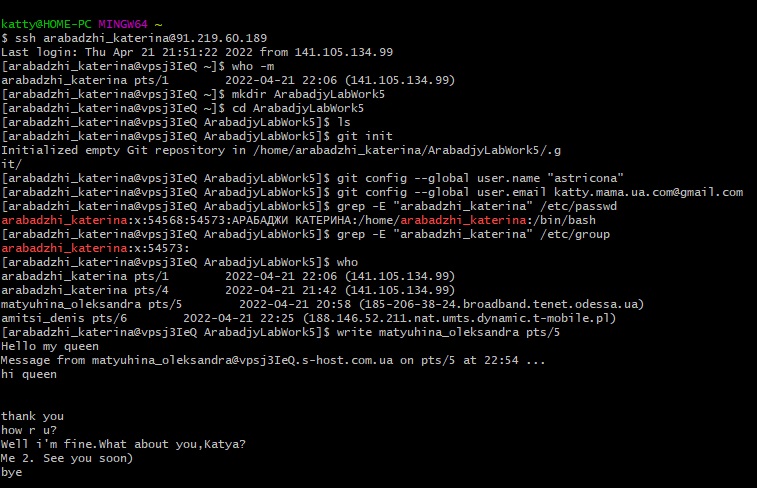 katty@HOME-PC MINGW64 ~
$ ssh arabadzhi_katerina@91.219.60.189
Last login: Thu Apr 21 21:51:22 2022 from 141.105.134.99
[arabadzhi_katerina@vpsj3IeQ ~]$ who -m
arabadzhi_katerina pts/1        2022-04-21 22:06 (141.105.134.99)
[arabadzhi_katerina@vpsj3IeQ ~]$ mkdir ArabadjyLabWork5
[arabadzhi_katerina@vpsj3IeQ ~]$ cd ArabadjyLabWork5
[arabadzhi_katerina@vpsj3IeQ ArabadjyLabWork5]$ ls
[arabadzhi_katerina@vpsj3IeQ ArabadjyLabWork5]$ git init
Initialized empty Git repository in /home/arabadzhi_katerina/ArabadjyLabWork5/.g
it/
[arabadzhi_katerina@vpsj3IeQ ArabadjyLabWork5]$ git config --global user.name "astricona"
[arabadzhi_katerina@vpsj3IeQ ArabadjyLabWork5]$ git config --global user.email katty.mama.ua.com@gmail.com
[arabadzhi_katerina@vpsj3IeQ ArabadjyLabWork5]$ grep -E "arabadzhi_katerina" /etc/passwd
arabadzhi_katerina:x:54568:54573:АРАБАДЖИ КАТЕРИНА:/home/arabadzhi_katerina:/bin/bash
[arabadzhi_katerina@vpsj3IeQ ArabadjyLabWork5]$ grep -E "arabadzhi_katerina" /etc/group
arabadzhi_katerina:x:54573:
[arabadzhi_katerina@vpsj3IeQ ArabadjyLabWork5]$ who
arabadzhi_katerina pts/1        2022-04-21 22:06 (141.105.134.99)
arabadzhi_katerina pts/4        2022-04-21 21:42 (141.105.134.99)
matyuhina_oleksandra pts/5        2022-04-21 20:58 (185-206-38-24.broadband.tenet.odessa.ua)
amitsi_denis pts/6        2022-04-21 22:25 (188.146.52.211.nat.umts.dynamic.t-mobile.pl)
[arabadzhi_katerina@vpsj3IeQ ArabadjyLabWork5]$ write matyuhina_oleksandra pts/5
Hello my queen
Message from matyuhina_oleksandra@vpsj3IeQ.s-host.com.ua on pts/5 at 22:54 ...
hi queen
thank you
how r u?
Well i'm fine.What about you,Katya?
Me 2. See you soon)
bye